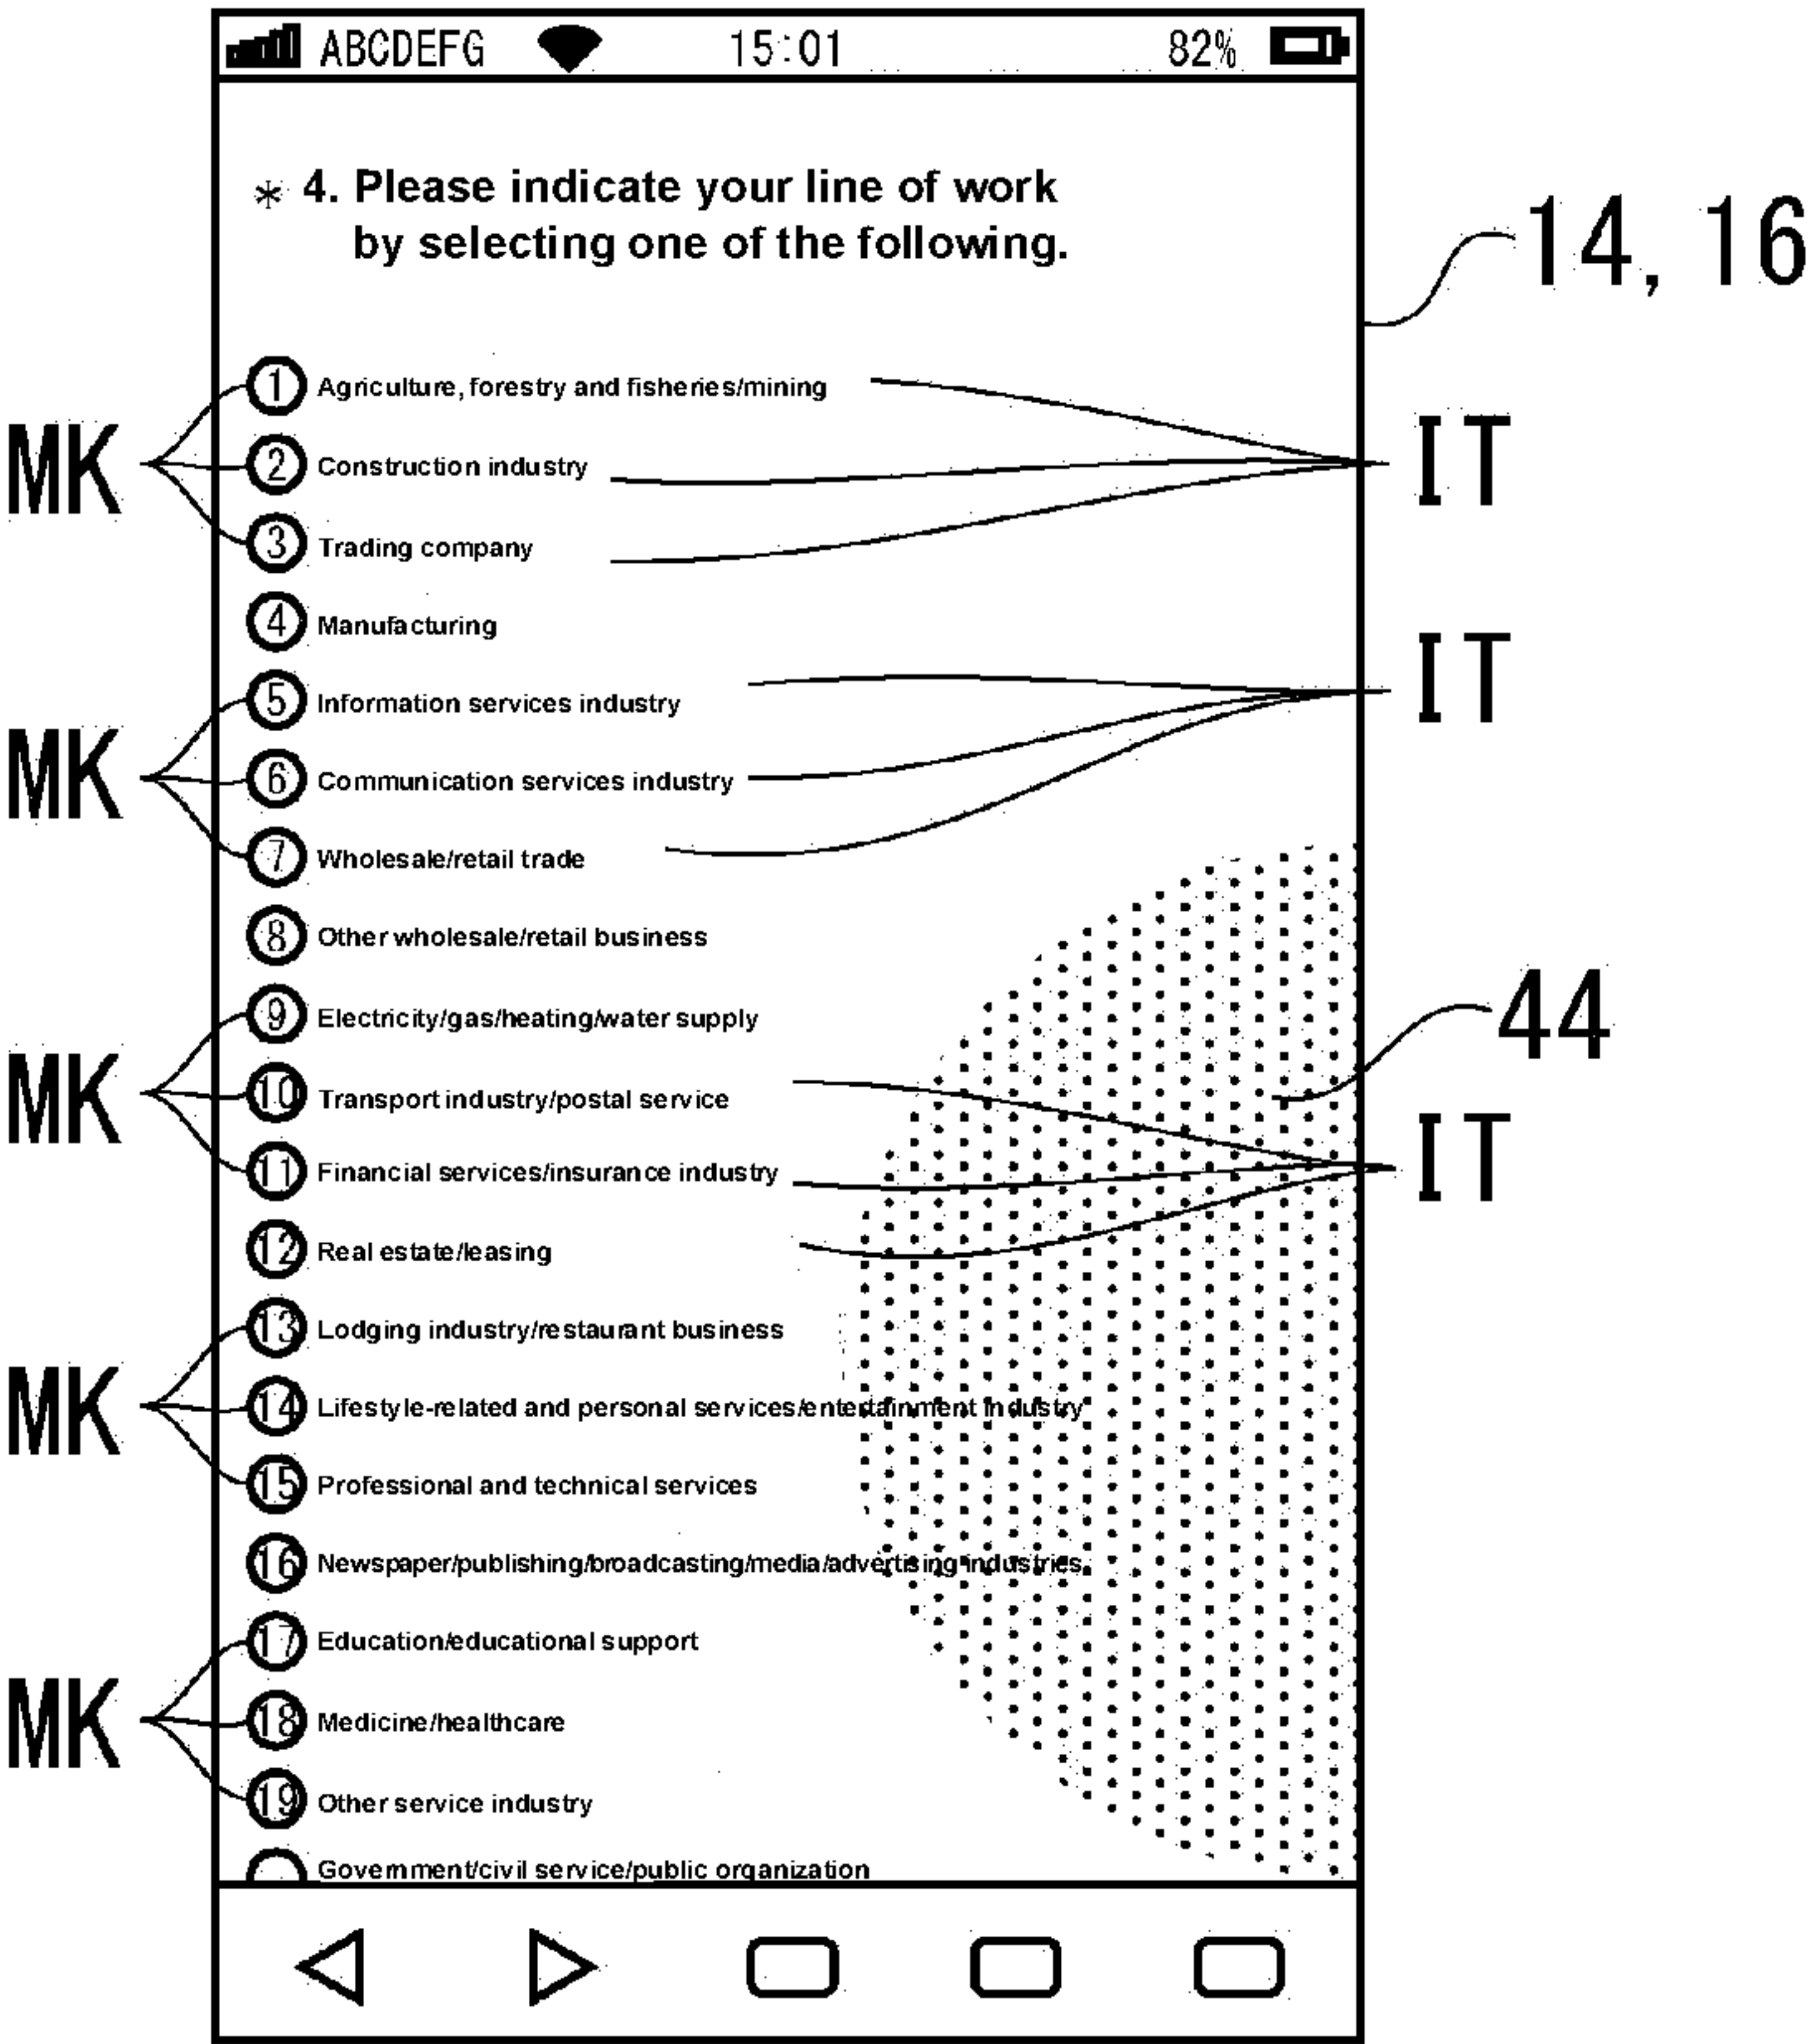 ABCDEFG 15:01 82%
* 4. Please indicate your line of work
by selecting one of the following.
14, 16
1 Agriculture, forestry and fisheries/mining
MK 2 Construction industry IT
3 Trading company
4 Manufacturing
IT
5 Information services industry
MK 6 Communication services industry
7 Wholesale/retail trade
8 Other wholesale/retail business
9 Electricity/gas/heating/water supply 44
MK 10 Transport industry/postal service
11 Financial services/insurance industry IT
12 Real estate/leasing
13 Lodging industry/restaurant business
MK 14 Lifestyle-related and personal services/entertainment industry
15 Professional and technical services
16 Newspaper/publishing/broadcasting/media/advertising industries
17 Education/educational support
MK 18 Medicine/healthcare
19 Other service industry
Government/civil service/public organization